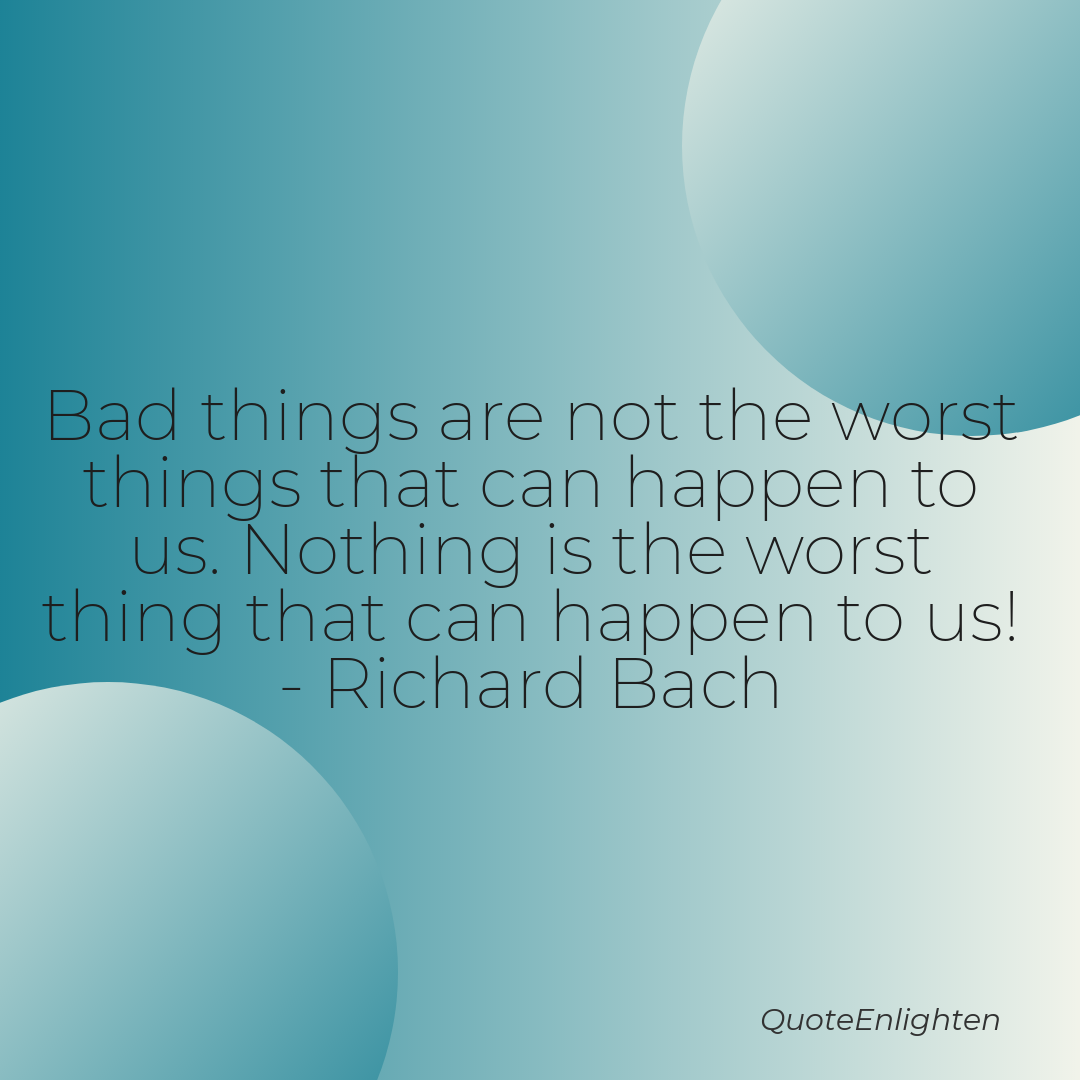 Bad things are not the worst
things that can happen to
us. Nothing is the worst
thing that can happen to us!
- Richard Bach
QuoteEnlighten